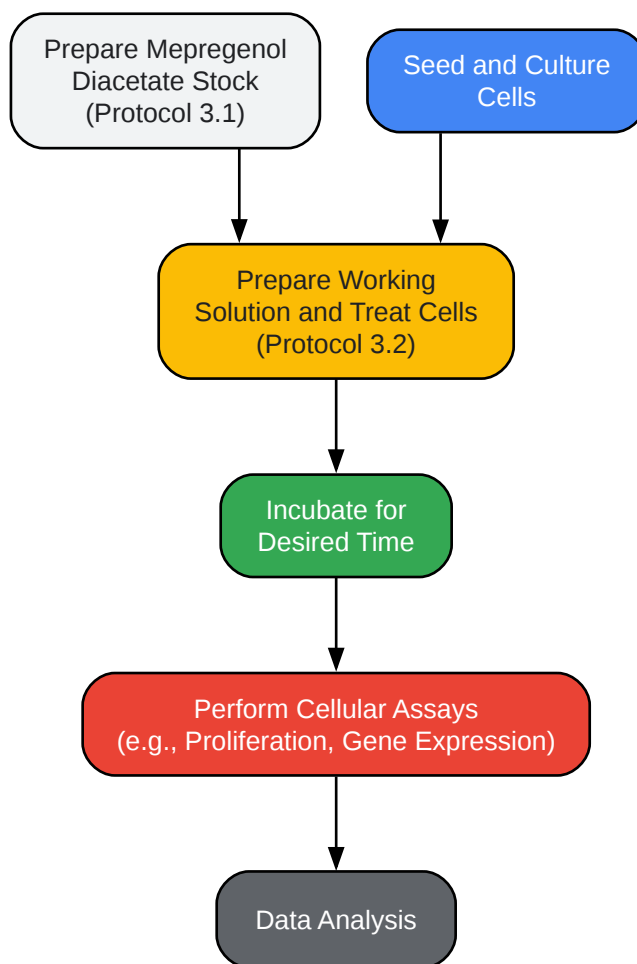 Prepare Mepregenol
Diacetate Stock
(Protocol 3.1)
Seed and Culture
Cells
Prepare Working
Solution and Treat Cells
(Protocol 3.2)
Incubate for
Desired Time
Perform Cellular Assays
(e.g., Proliferation, Gene Expression)
Data Analysis